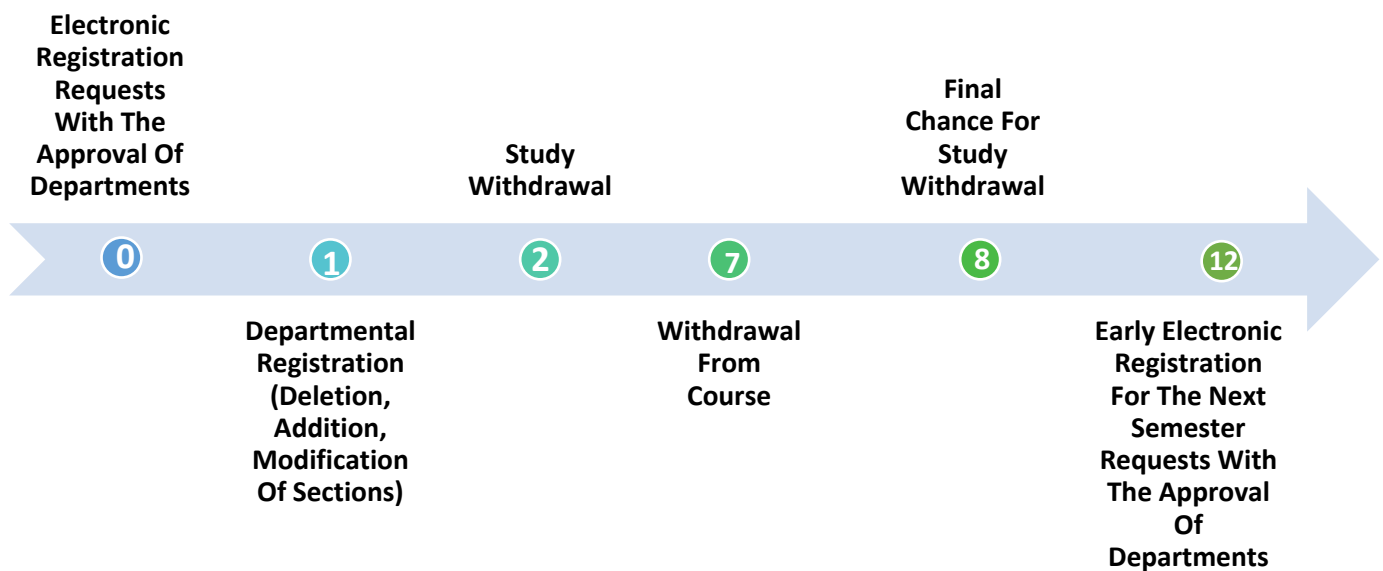 Electronic
Registration
Requests
With The
Approval Of
Departments
Study
Withdrawal
Final
Chance For
Study
Withdrawal
0
1
2
7
8
12
Departmental
Registration
(Deletion,
Addition,
Modification
Of Sections)
Withdrawal
From
Course
Early Electronic
Registration
For The Next
Semester
Requests With
The Approval
Of
Departments